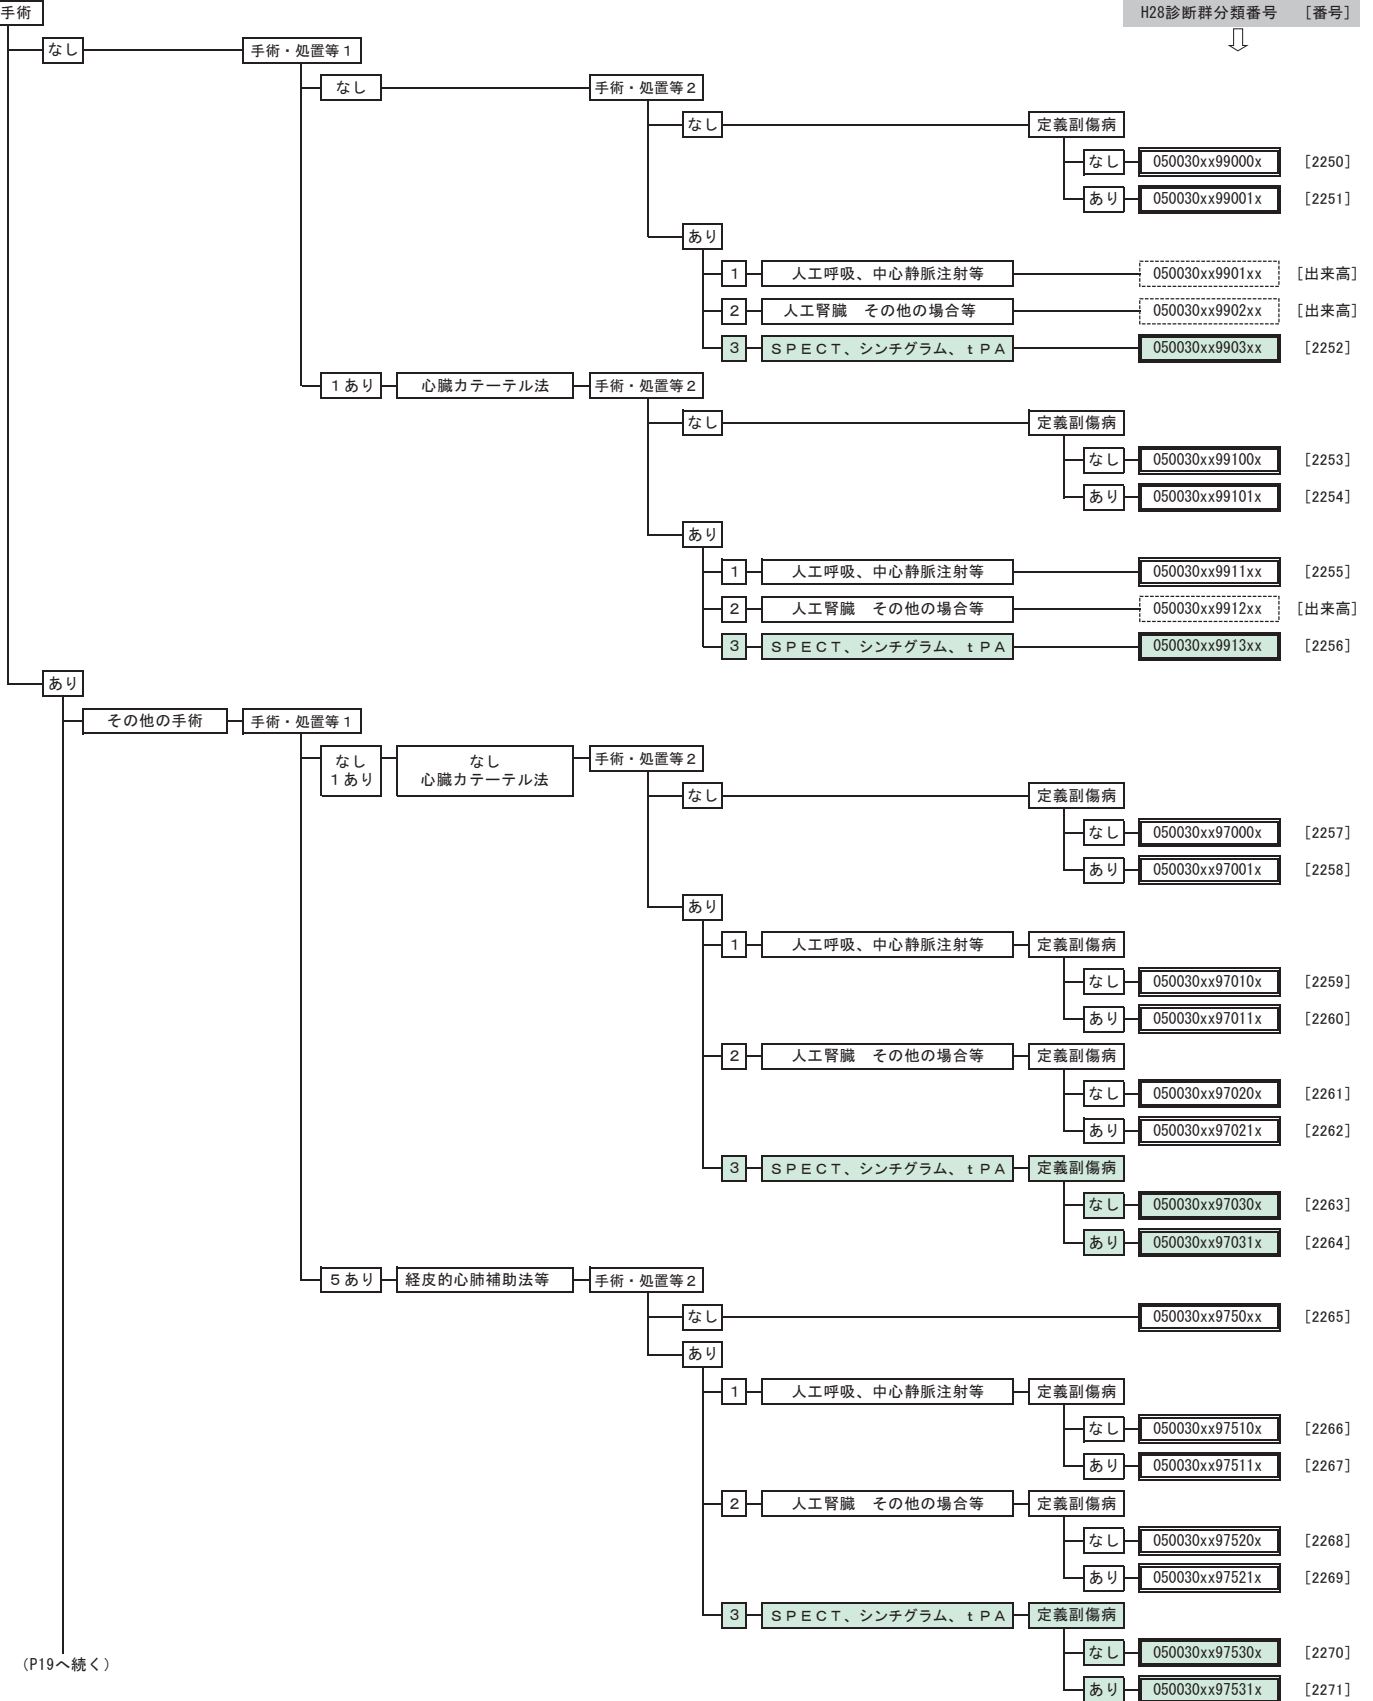 手術 H28診断群分類番号 [番号]
なし 手術・処置等1
なし 手術・処置等2
なし 定義副傷病
なし 050030xx99000x [2250]
あり 050030xx99001x [2251]
あり
1 人工呼吸、中心静脈注射等 050030xx9901xx [出来高]
2 人工腎臓 その他の場合等 050030xx9902xx [出来高]
3 SPECT、シンチグラム、tPA 050030xx9903xx [2252]
1あり 心臓カテーテル法 手術・処置等2
なし 定義副傷病
なし 050030xx99100x [2253]
あり 050030xx99101x [2254]
あり
1 人工呼吸、中心静脈注射等 050030xx9911xx [2255]
2 人工腎臓 その他の場合等 050030xx9912xx [出来高]
3 SPECT、シンチグラム、tPA 050030xx9913xx [2256]
あり
その他の手術 手術・処置等1
なし なし 手術・処置等2
1あり 心臓カテーテル法
なし 定義副傷病
なし 050030xx97000x [2257]
あり 050030xx97001x [2258]
あり
1 人工呼吸、中心静脈注射等 定義副傷病
なし 050030xx97010x [2259]
あり 050030xx97011x [2260]
2 人工腎臓 その他の場合等 定義副傷病
なし 050030xx97020x [2261]
あり 050030xx97021x [2262]
3 SPECT、シンチグラム、tPA 定義副傷病
なし 050030xx97030x [2263]
あり 050030xx97031x [2264]
5あり 経皮的心肺補助法等 手術・処置等2
なし 050030xx9750xx [2265]
あり
1 人工呼吸、中心静脈注射等 定義副傷病
なし 050030xx97510x [2266]
あり 050030xx97511x [2267]
2 人工腎臓 その他の場合等 定義副傷病
なし 050030xx97520x [2268]
あり 050030xx97521x [2269]
3 SPECT、シンチグラム、tPA 定義副傷病
なし 050030xx97530x [2270]
(P19へ続く)
あり 050030xx97531x [2271]